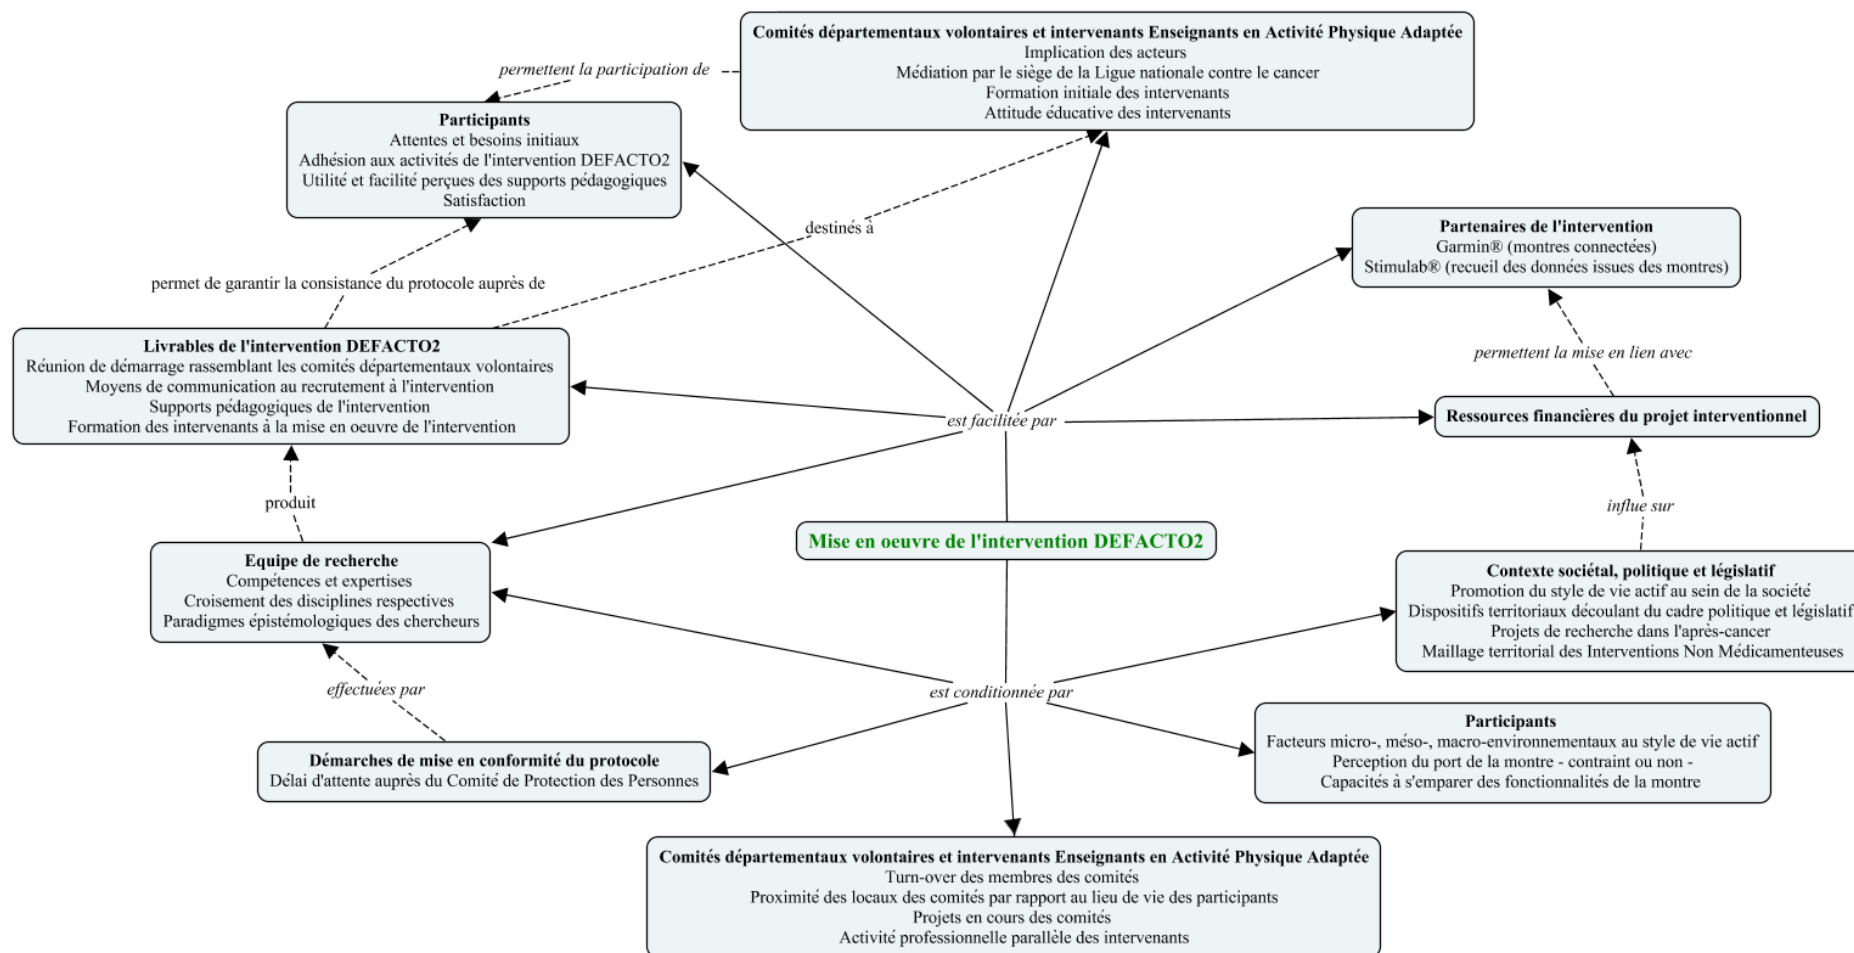 Comités départementaux volontaires et intervenants Enseignants en Activité Physique Adaptée
Implication des acteurs
Médiation par le siège de la Ligue nationale contre le cancer
Formation initiale des intervenants
Attitude éducative des intervenants
permettent la participation de
Participants
Attentes et besoins initiaux
Adhésion aux activités de l'intervention DEFACTO2
Utilité et facilité perçues des supports pédagogiques
Satisfaction
destinés à
Partenaires de l'intervention
Garmin® (montres connectées)
Stimulab® (recueil des données issues des montres)
permet de garantir la consistance du protocole auprès de
Livrables de l'intervention DEFACTO2
Réunion de démarrage rassemblant les comités départementaux volontaires
Moyens de communication au recrutement à l'intervention
Supports pédagogiques de l'intervention
Formation des intervenants à la mise en oeuvre de l'intervention
permettent la mise en lien avec
est facilitée par
Ressources financières du projet interventionnel
produit
influe sur
Mise en oeuvre de l'intervention DEFACTO2
Equipe de recherche
Compétences et expertises
Croisement des disciplines respectives
Paradigmes épistémologiques des chercheurs
Contexte sociétal, politique et législatif
Promotion du style de vie actif au sein de la société
Dispositifs territoriaux découlant du cadre politique et législatif
Projets de recherche dans l'après-cancer
Maillage territorial des Interventions Non Médicamenteuses
effectuées par
est conditionnée par
Participants
Facteurs micro-, méso-, macro-environnementaux au style de vie actif
Perception du port de la montre - contraint ou non -
Capacités à s'emparer des fonctionnalités de la montre
Démarches de mise en conformité du protocole
Délai d'attente auprès du Comité de Protection des Personnes
Comités départementaux volontaires et intervenants Enseignants en Activité Physique Adaptée
Turn-over des membres des comités
Proximité des locaux des comités par rapport au lieu de vie des participants
Projets en cours des comités
Activité professionnelle parallèle des intervenants